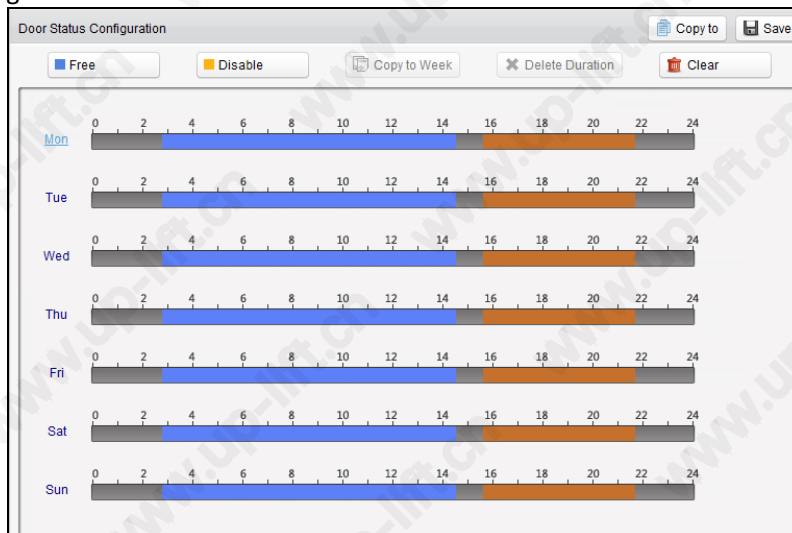 Door Status Configuration Copy to Save
Free Disable Copy to Week Delete Duration Clear
0 2 4 6 8 10 12 14 16 18 20 22 24
Mon
0 2 4 6 8 10 12 14 16 18 20 22 24
Tue
0 2 4 6 8 10 12 14 16 18 20 22 24
Wed
0 2 4 6 8 10 12 14 16 18 20 22 24
Thu
0 2 4 6 8 10 12 14 16 18 20 22 24
Fri
0 2 4 6 8 10 12 14 16 18 20 22 24
Sat
0 2 4 6 8 10 12 14 16 18 20 22 24
Sun
www.up-lift.cn